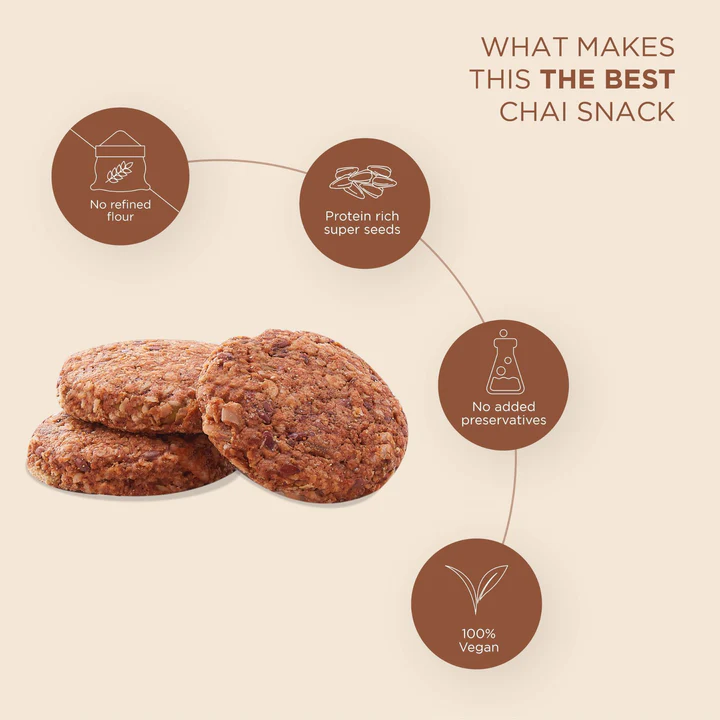 WHAT MAKES
THIS THE BEST
CHAI SNACK
No refined
flour
Protein rich
super seeds
No added
preservatives
100%
Vegan